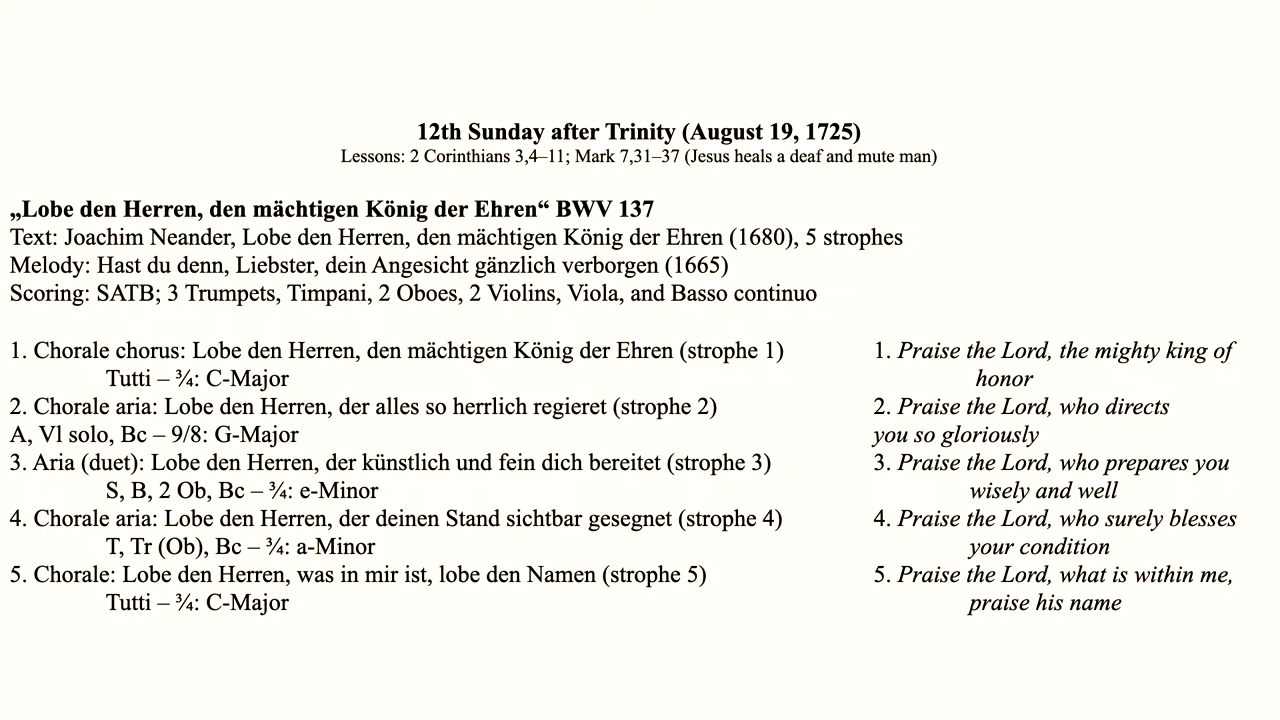 12th Sunday after Trinity (August 19, 1725)
Lessons: 2 Corinthians 3,4–11; Mark 7,31–37 (Jesus heals a deaf and mute man)
„Lobe den Herren, den mächtigen König der Ehren“ BWV 137
Text: Joachim Neander, Lobe den Herren, den mächtigen König der Ehren (1680), 5 strophes
Melody: Hast du denn, Liebster, dein Angesicht gänzlich verborgen (1665)
Scoring: SATB; 3 Trumpets, Timpani, 2 Oboes, 2 Violins, Viola, and Basso continuo
1. Chorale chorus: Lobe den Herren, den mächtigen König der Ehren (strophe 1)
Tutti – ¾: C-Major
2. Chorale aria: Lobe den Herren, der alles so herrlich regieret (strophe 2)
A, Vl solo, Bc – 9/8: G-Major
3. Aria (duet): Lobe den Herren, der künstlich und fein dich bereitet (strophe 3)
S, B, 2 Ob, Bc – ¾: e-Minor
4. Chorale aria: Lobe den Herren, der deinen Stand sichtbar gesegnet (strophe 4)
T, Tr (Ob), Bc – ¾: a-Minor
5. Chorale: Lobe den Herren, was in mir ist, lobe den Namen (strophe 5)
Tutti – ¾: C-Major
1. Praise the Lord, the mighty king of
honor
2. Praise the Lord, who directs
you so gloriously
3. Praise the Lord, who prepares you
wisely and well
4. Praise the Lord, who surely blesses
your condition
5. Praise the Lord, what is within me,
praise his name